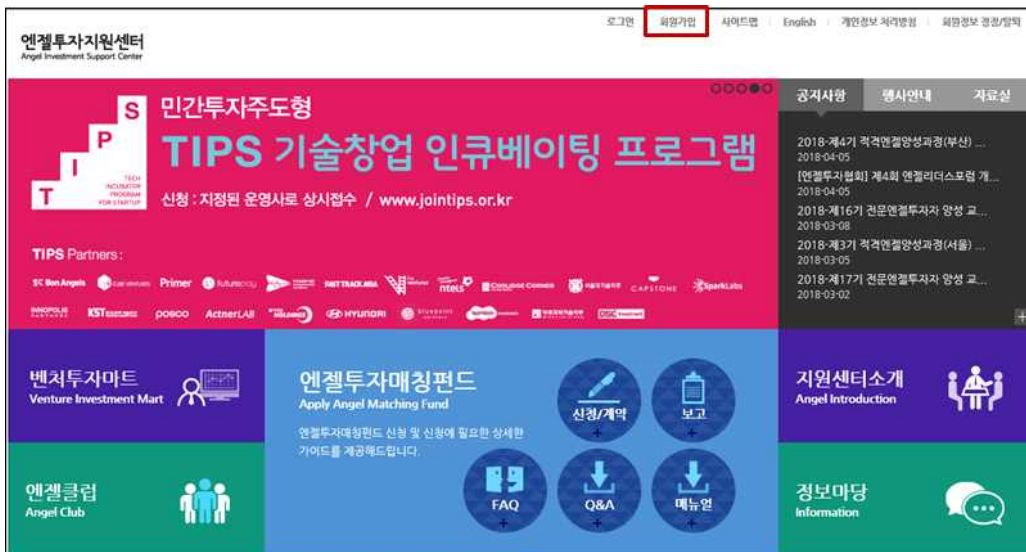 로그인 회원가입 사이트맵 English 개인정보 처리방침 회원정보 정정/탈퇴
엔젤투자지원센터
Angel Investment Support Center
TIPS
TECH
INCUBATOR
PROGRAM
FOR STARTUP
민간투자주도형
TIPS 기술창업 인큐베이팅 프로그램
신청 : 지정된 운영사로 상시접수 / www.jointips.or.kr
TIPS Partners :
Primer futureplay FAST TRACK ASIA ntels CAPSTONE SparkLabs
INNOPOLIS KST posco ActnerLAB HOLDINGS HYUNDAI bluepoint
공지사항 행사안내 자료실
2018-제4기 적격엔젤양성과정(부산) ...
2018-04-05
[엔젤투자협회] 제4회 엔젤리더스포럼 개...
2018-04-05
2018-제16기 전문엔젤투자자 양성 교...
2018-03-08
2018-제3기 적격엔젤양성과정(서울) ...
2018-03-05
2018-제17기 전문엔젤투자자 양성 교...
2018-03-02
벤처투자마트
Venture Investment Mart
엔젤투자매칭펀드
Apply Angel Matching Fund
엔젤투자매칭펀드 신청 및 신청에 필요한 상세한
가이드를 제공해드립니다.
신청/계약
보고
FAQ
Q&A
메뉴얼
지원센터소개
Angel Introduction
엔젤클럽
Angel Club
정보마당
Information